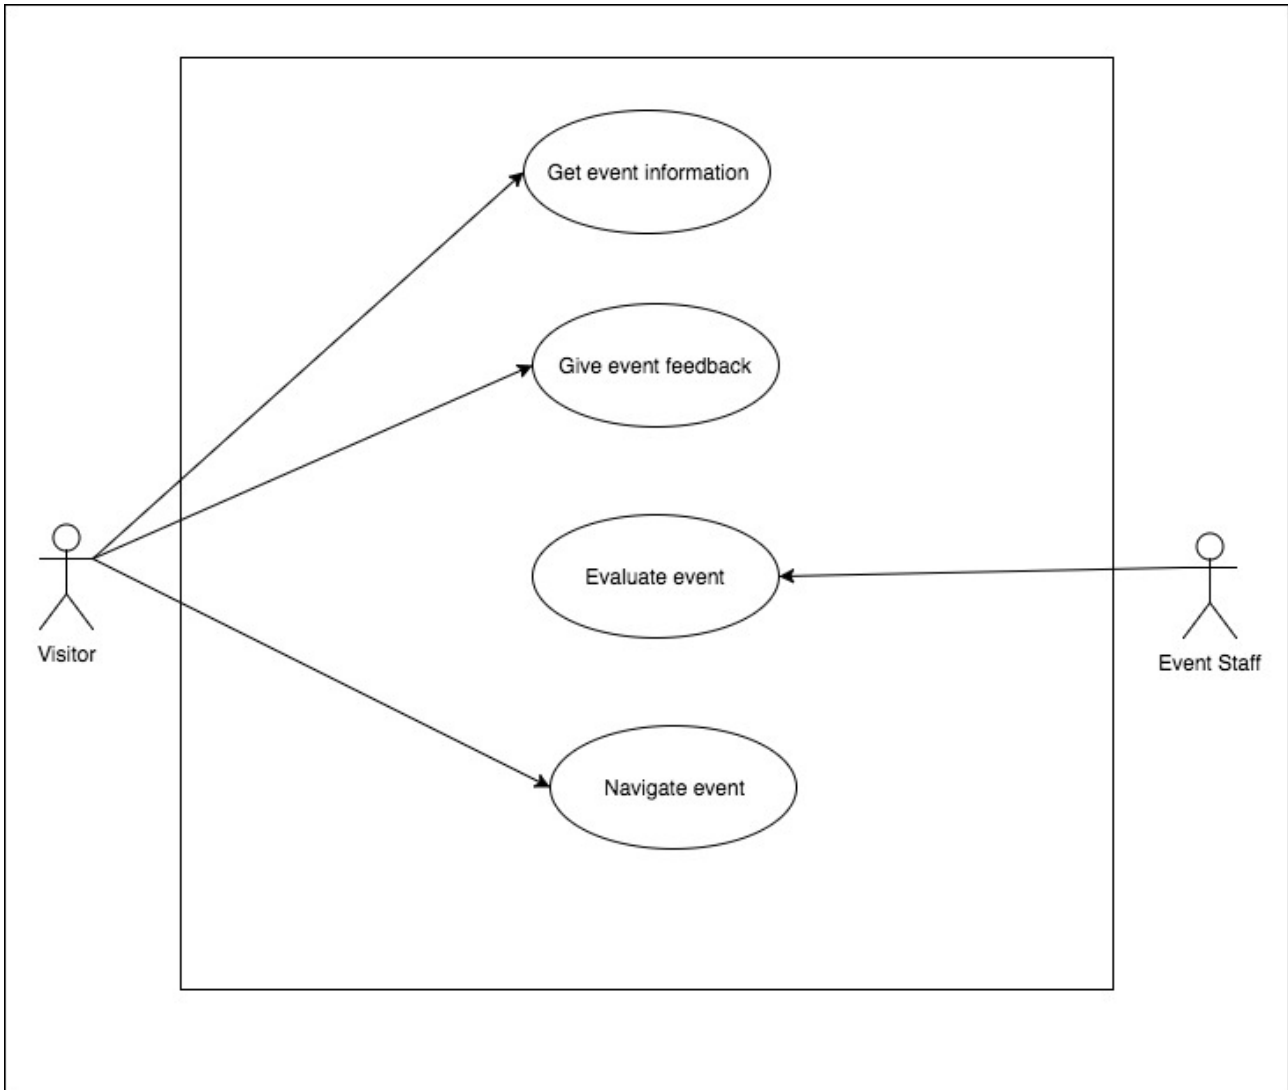 Get event information
Give event feedback
Evaluate event
Visitor
Event Staff
Navigate event